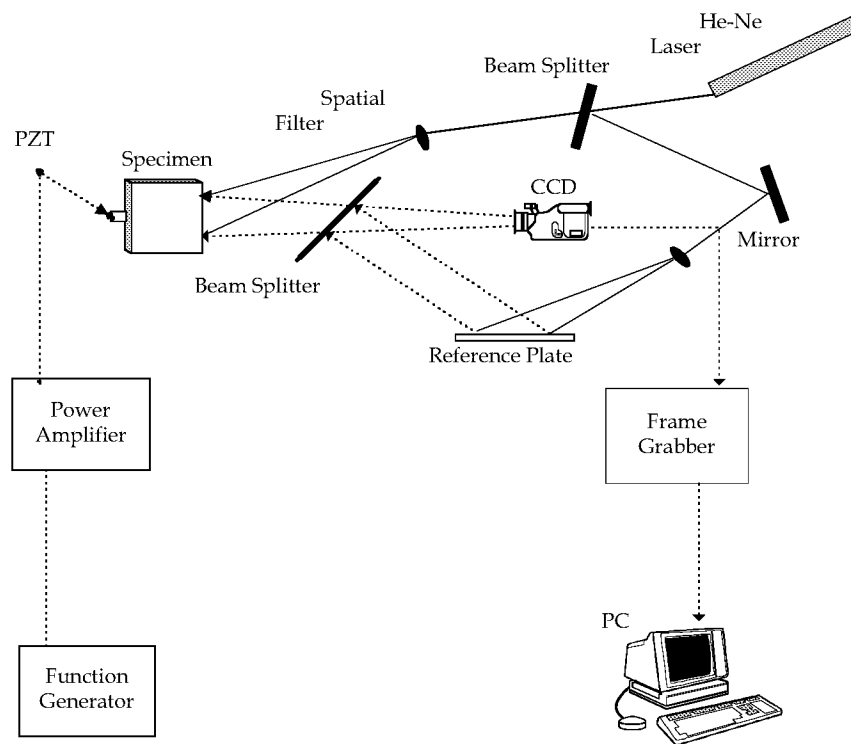 He-Ne
Laser
Beam Splitter
Spatial
Filter
PZT
Specimen
CCD
Mirror
Beam Splitter
Reference Plate
Power
Amplifier
Frame
Grabber
PC
Function
Generator